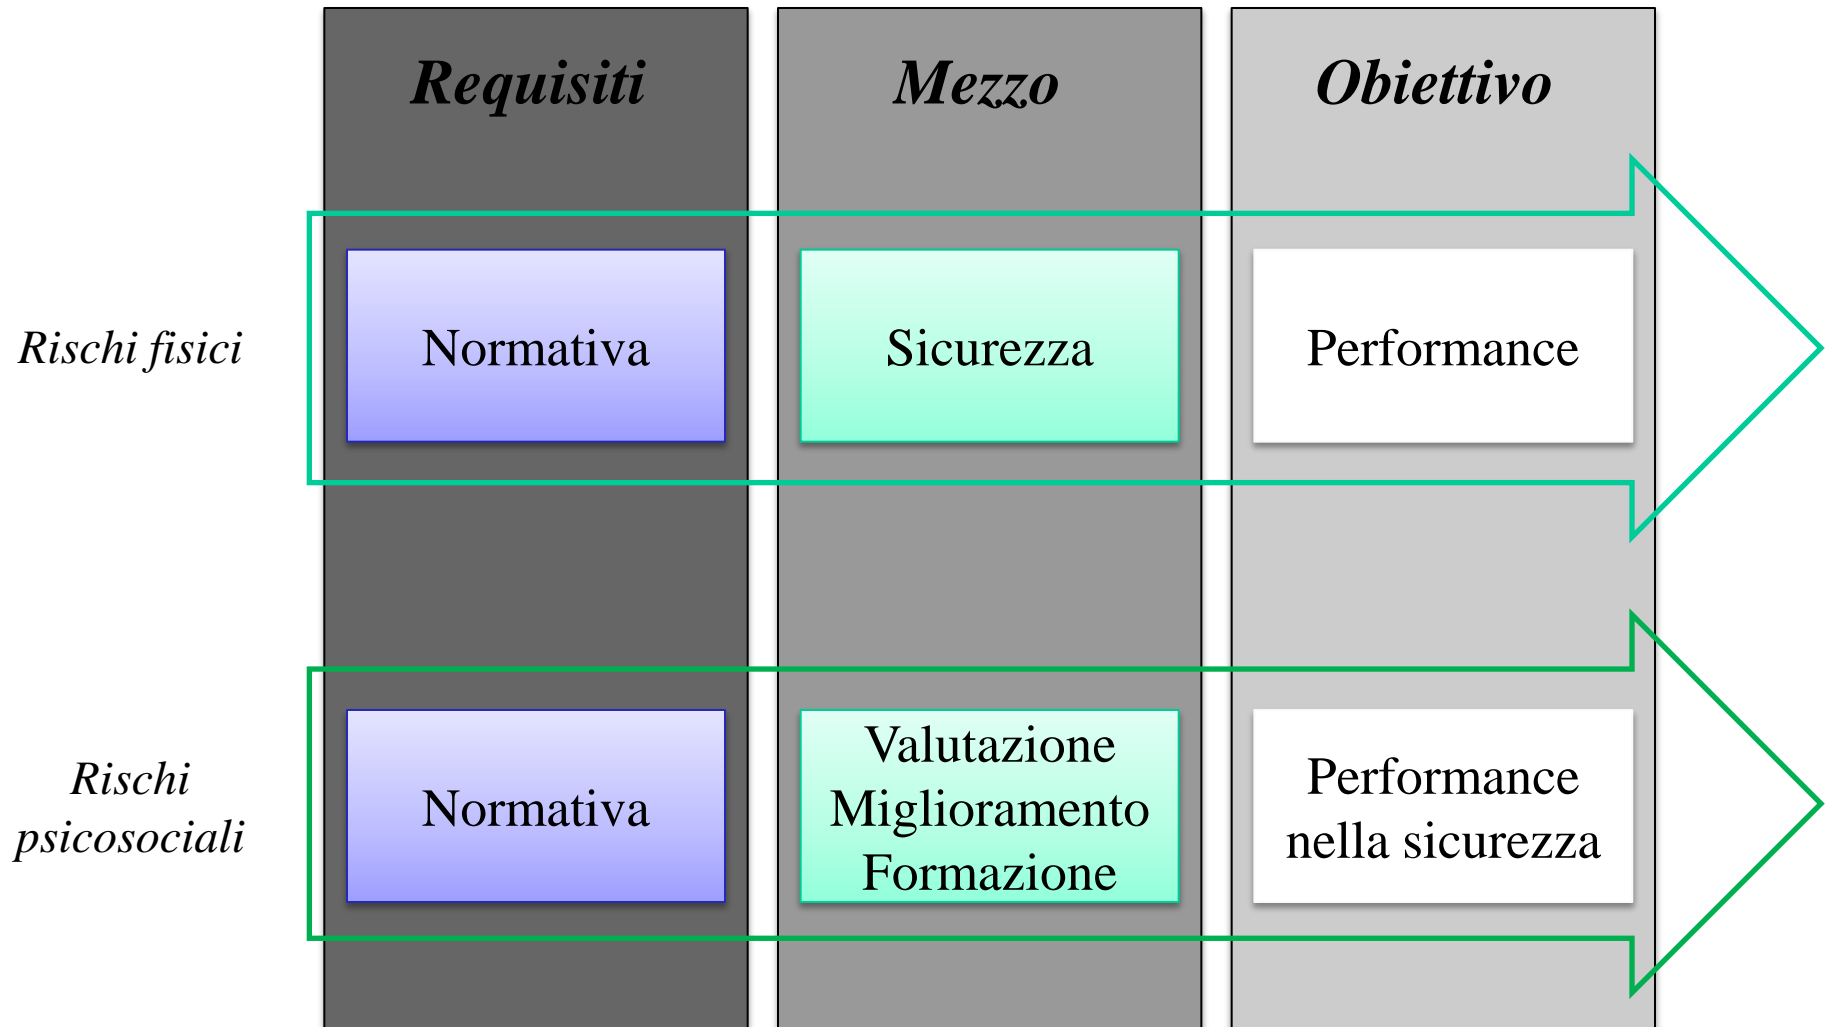 Requisiti
Mezzo
Obiettivo
Rischi fisici
Normativa
Sicurezza
Performance
Rischi
psicosociali
Normativa
Valutazione
Miglioramento
Formazione
Performance
nella sicurezza